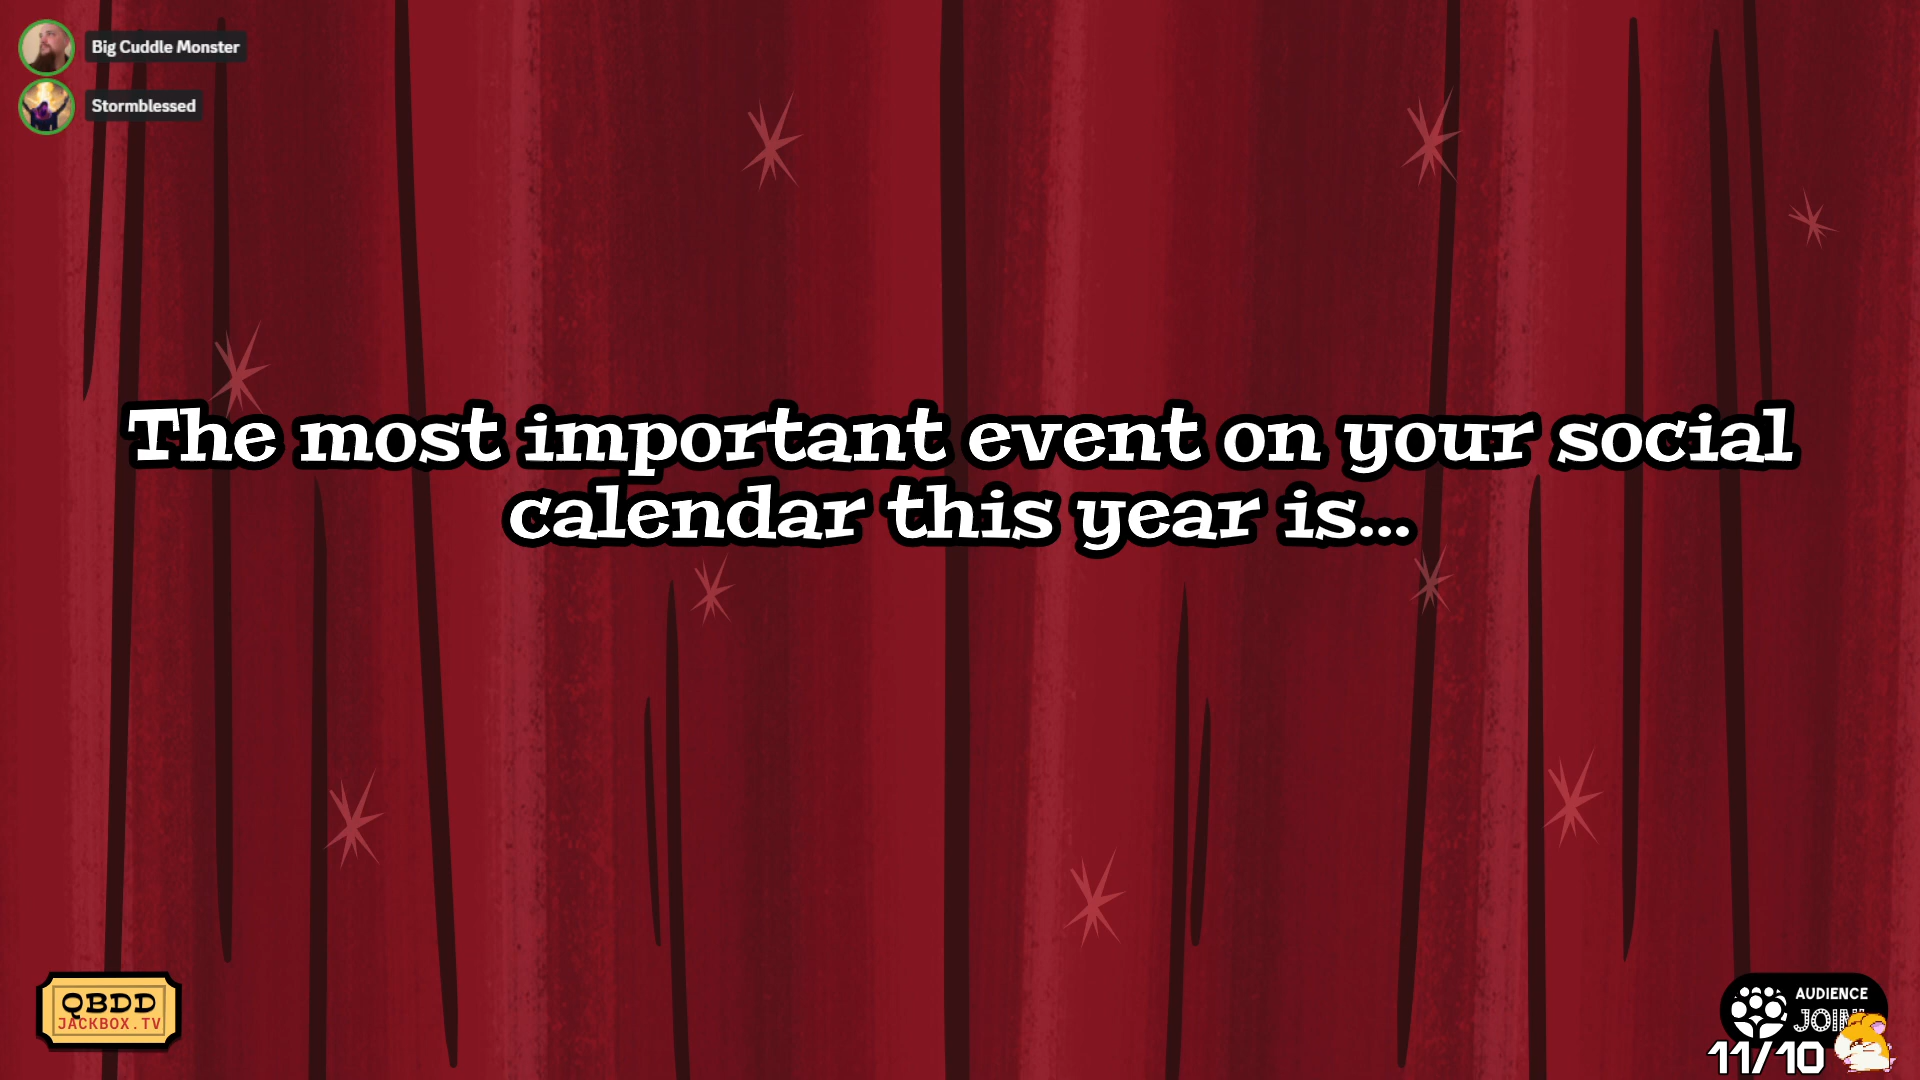 Big Cuddle Monster
Stormblessed
The most important event on your social
calendar this year is...
QBDD
JACKBOX.TV
AUDIENCE
JOIN
11/10